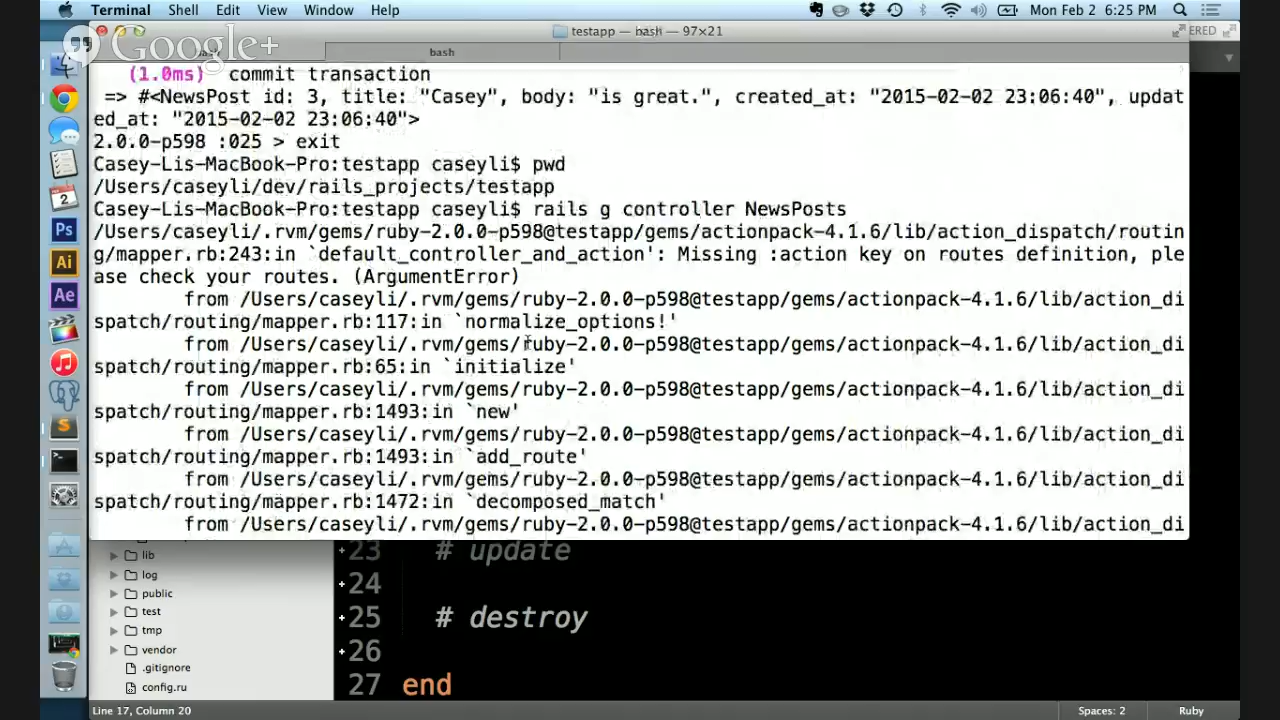 Terminal Shell Edit View Window Help Mon Feb 2 6:25 PM
Google+
testapp — bash — 97×21
ERED
bash
(1.0ms) commit transaction
=> #<NewsPost id: 3, title: "Casey", body: "is great.", created_at: "2015-02-02 23:06:40", updat
ed_at: "2015-02-02 23:06:40">
2.0.0-p598 :025 > exit
Casey-Lis-MacBook-Pro:testapp caseyli$ pwd
/Users/caseyli/dev/rails_projects/testapp
Casey-Lis-MacBook-Pro:testapp caseyli$ rails g controller NewsPosts
/Users/caseyli/.rvm/gems/ruby-2.0.0-p598@testapp/gems/actionpack-4.1.6/lib/action_dispatch/routin
g/mapper.rb:243:in `default_controller_and_action': Missing :action key on routes definition, ple
ase check your routes. (ArgumentError)
from /Users/caseyli/.rvm/gems/ruby-2.0.0-p598@testapp/gems/actionpack-4.1.6/lib/action_di
spatch/routing/mapper.rb:117:in `normalize_options!'
from /Users/caseyli/.rvm/gems/ruby-2.0.0-p598@testapp/gems/actionpack-4.1.6/lib/action_di
spatch/routing/mapper.rb:65:in `initialize'
from /Users/caseyli/.rvm/gems/ruby-2.0.0-p598@testapp/gems/actionpack-4.1.6/lib/action_di
spatch/routing/mapper.rb:1493:in `new'
from /Users/caseyli/.rvm/gems/ruby-2.0.0-p598@testapp/gems/actionpack-4.1.6/lib/action_di
spatch/routing/mapper.rb:1493:in `add_route'
from /Users/caseyli/.rvm/gems/ruby-2.0.0-p598@testapp/gems/actionpack-4.1.6/lib/action_di
spatch/routing/mapper.rb:1472:in `decomposed_match'
from /Users/caseyli/.rvm/gems/ruby-2.0.0-p598@testapp/gems/actionpack-4.1.6/lib/action_di
2
Ps
Ai
Ae
lib
log
public
test
tmp
vendor
.gitignore
config.ru
23 # update
24
25 # destroy
26
27 end
Line 17, Column 20 Spaces: 2 Ruby